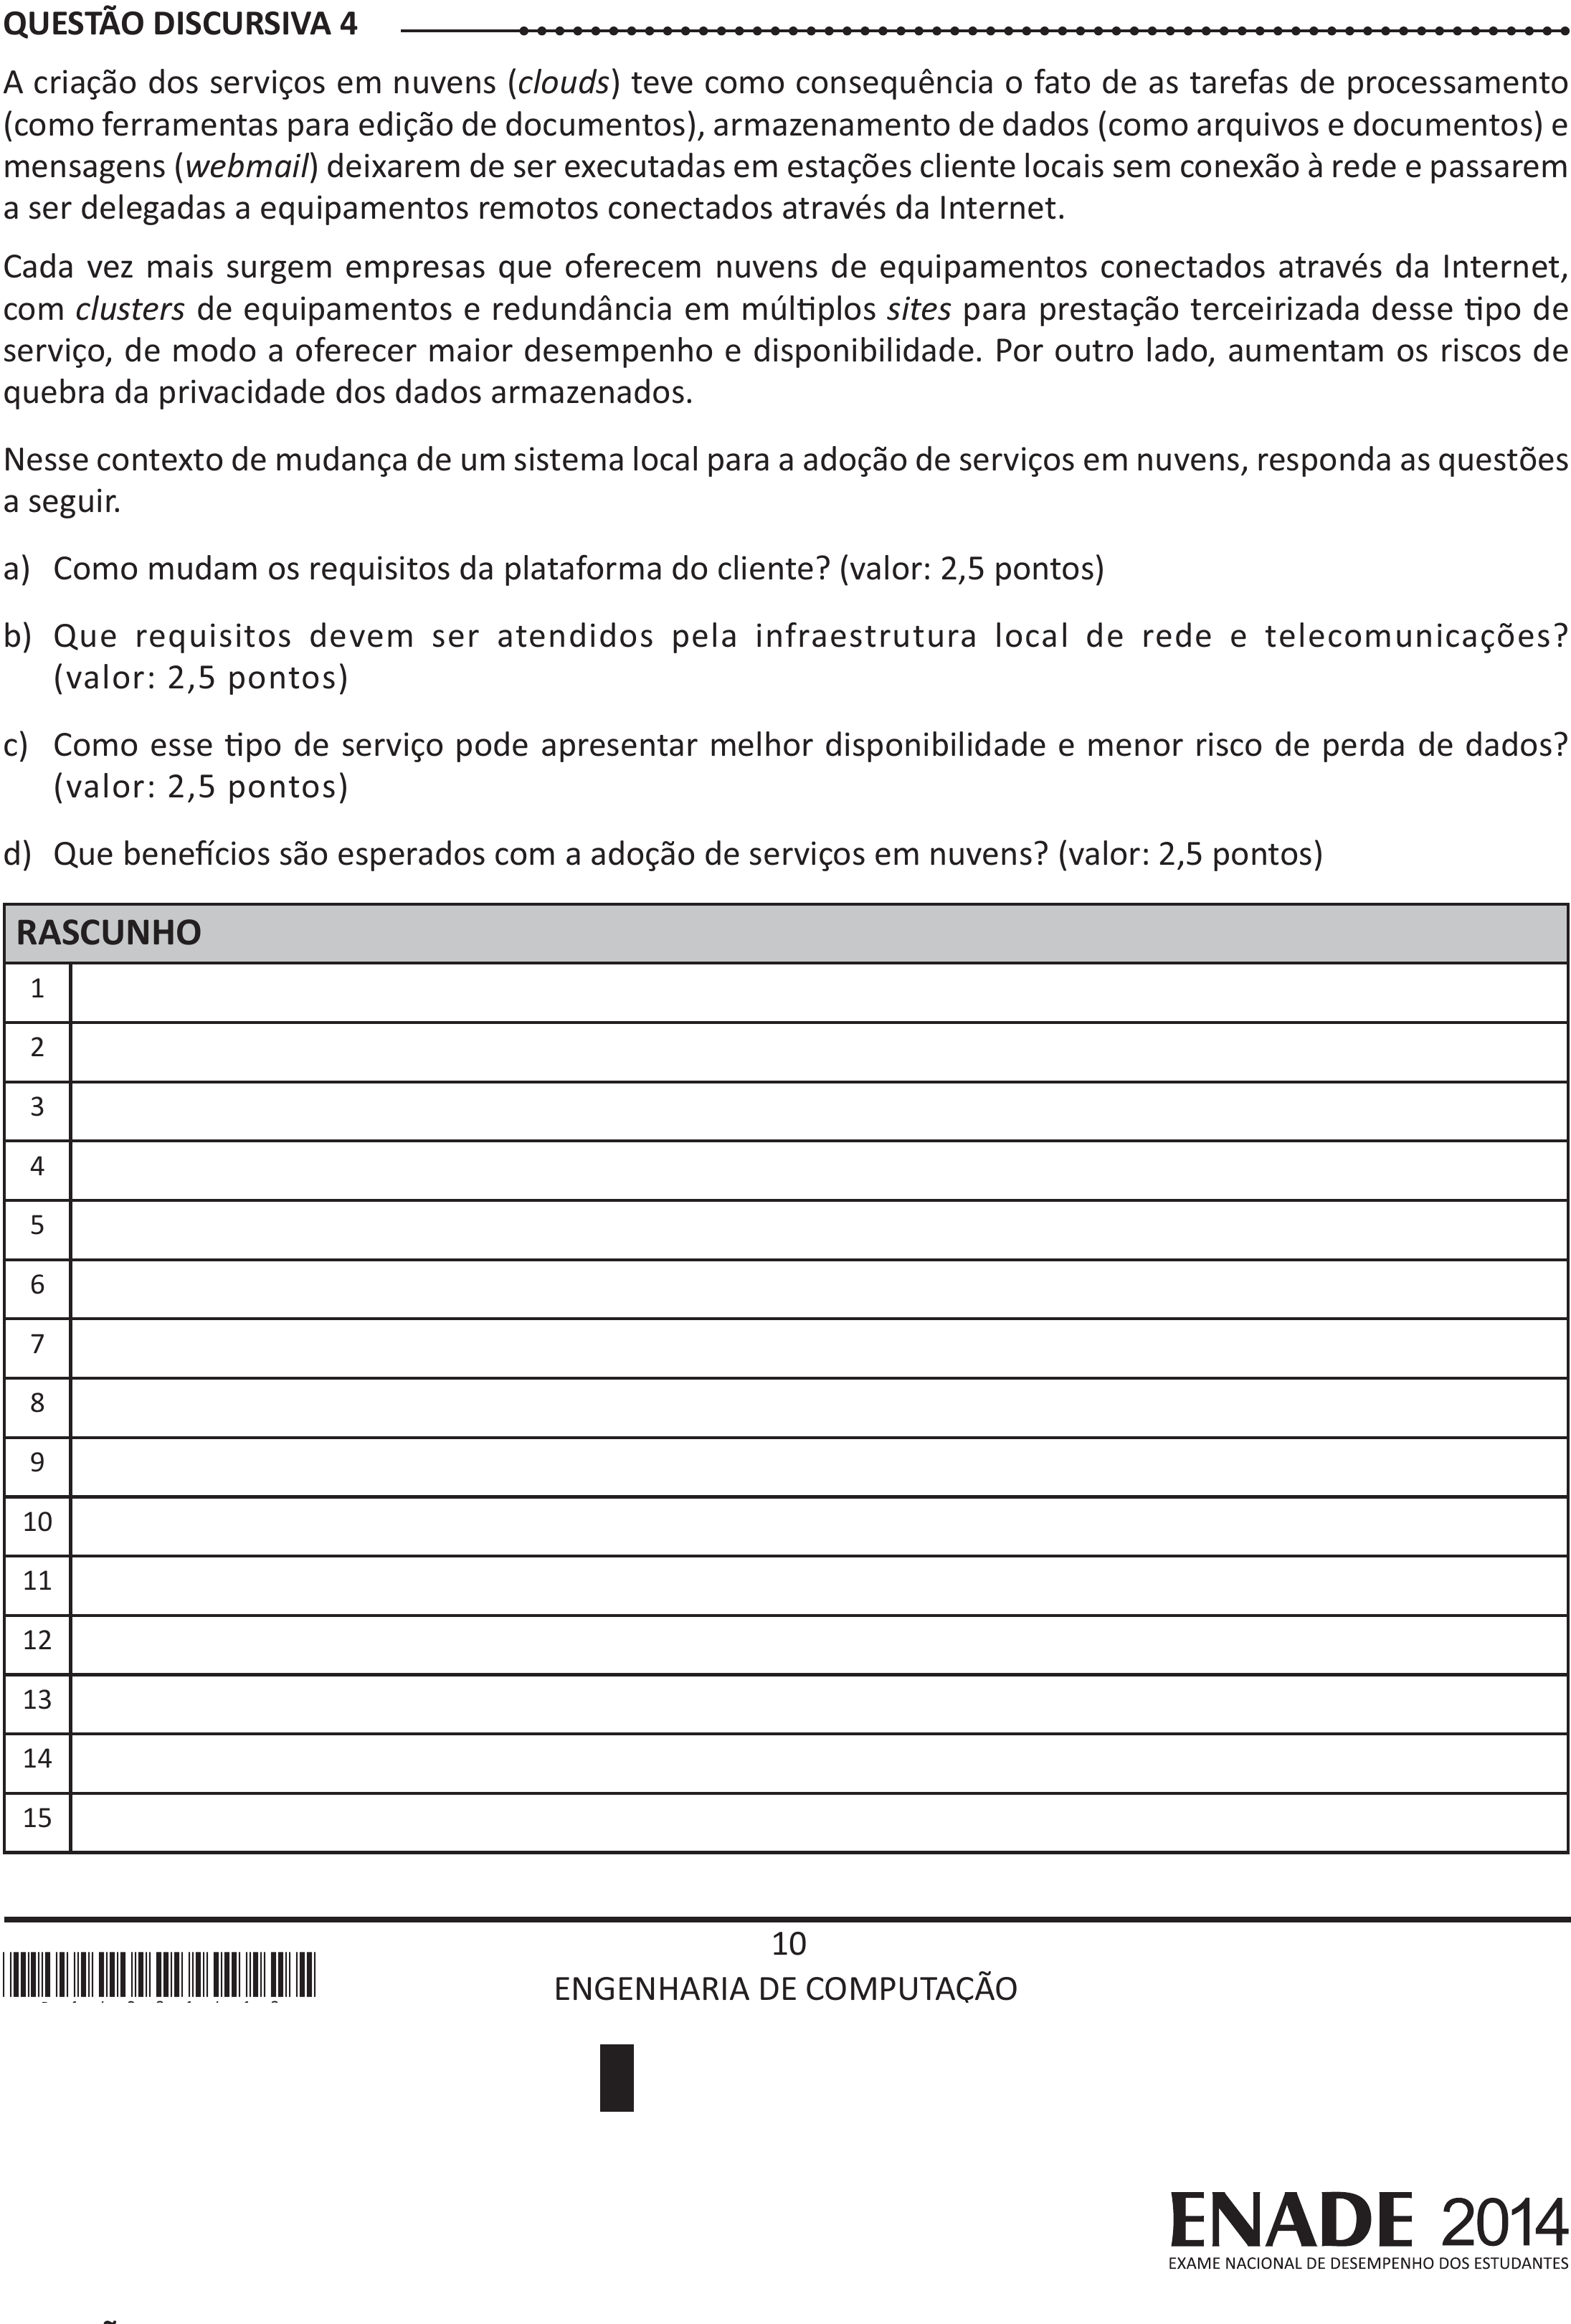 QUESTÃO DISCURSIVA 4
A criação dos serviços em nuvens (clouds) teve como consequência o fato de as tarefas de processamento
(como ferramentas para edição de documentos), armazenamento de dados (como arquivos e documentos) e
mensagens (webmail) deixarem de ser executadas em estações cliente locais sem conexão à rede e passarem
a ser delegadas a equipamentos remotos conectados através da Internet.
Cada vez mais surgem empresas que oferecem nuvens de equipamentos conectados através da Internet,
com clusters de equipamentos e redundância em múltiplos sites para prestação terceirizada desse tipo de
serviço, de modo a oferecer maior desempenho e disponibilidade. Por outro lado, aumentam os riscos de
quebra da privacidade dos dados armazenados.
Nesse contexto de mudança de um sistema local para a adoção de serviços em nuvens, responda as questões
a seguir.
a) Como mudam os requisitos da plataforma do cliente? (valor: 2,5 pontos)
b) Que requisitos devem ser atendidos pela infraestrutura local de rede e telecomunicações?
(valor: 2,5 pontos)
c) Como esse tipo de serviço pode apresentar melhor disponibilidade e menor risco de perda de dados?
(valor: 2,5 pontos)
d) Que benefícios são esperados com a adoção de serviços em nuvens? (valor: 2,5 pontos)
RASCUNHO
1
2
3
4
5
6
7
8
9
10
11
12
13
14
15
10
ENGENHARIA DE COMPUTAÇÃO
ENADE 2014
EXAME NACIONAL DE DESEMPENHO DOS ESTUDANTES